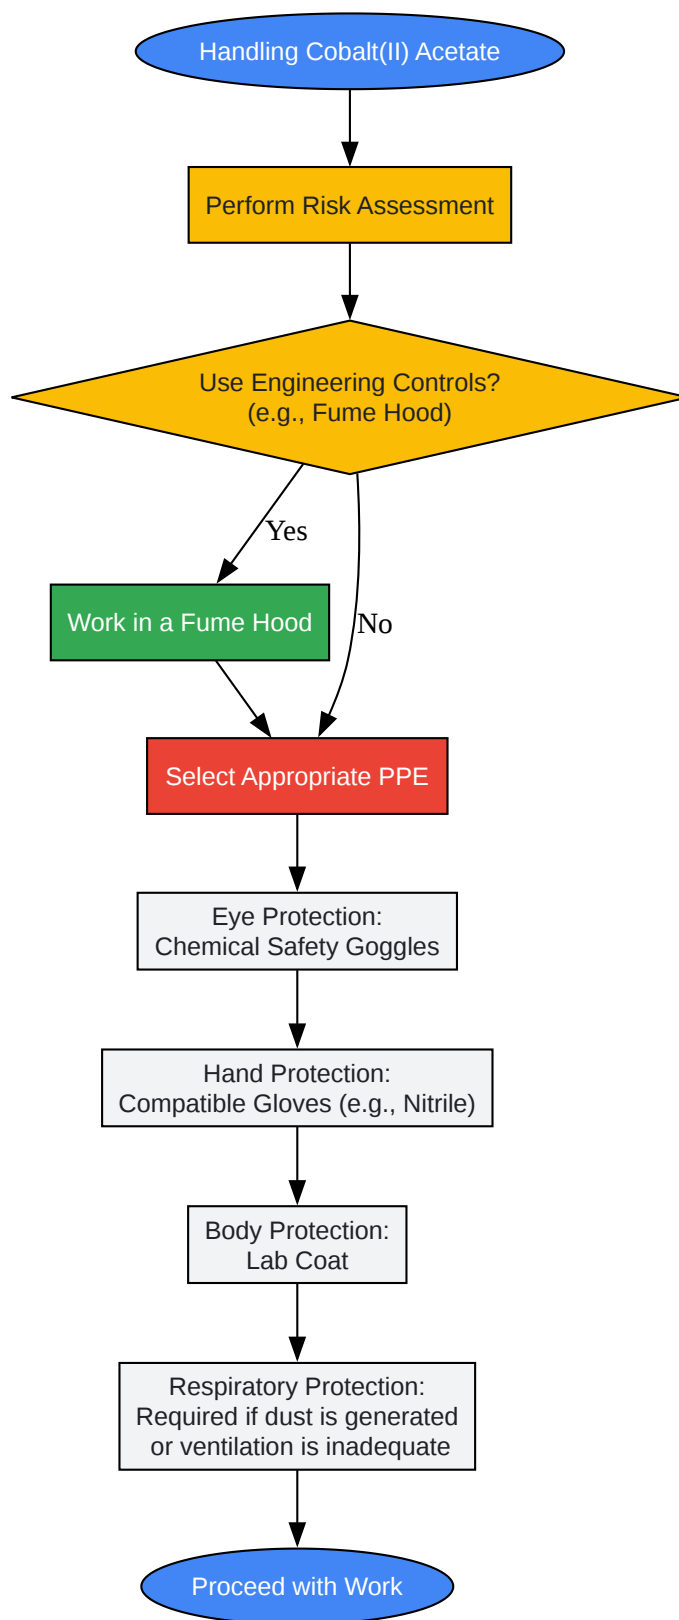 Handling Cobalt(II) Acetate
Perform Risk Assessment
Use Engineering Controls?
(e.g., Fume Hood)
Yes
Work in a Fume Hood
No
Select Appropriate PPE
Eye Protection:
Chemical Safety Goggles
Hand Protection:
Compatible Gloves (e.g., Nitrile)
Body Protection:
Lab Coat
Respiratory Protection:
Required if dust is generated
or ventilation is inadequate
Proceed with Work